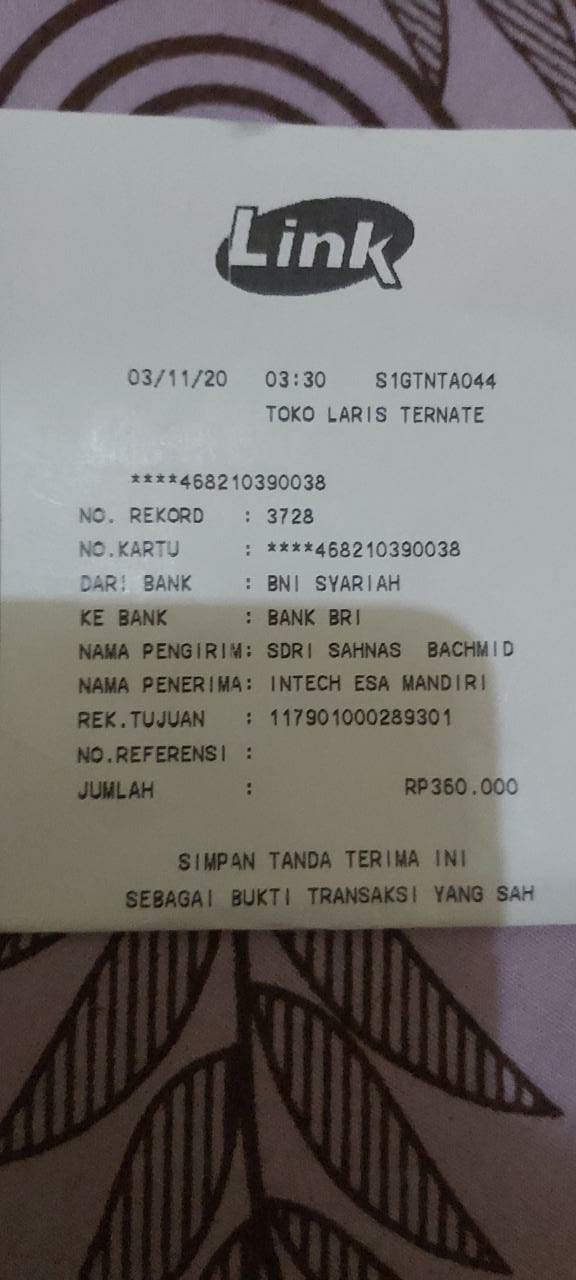 Link
03/11/20 03:30 S1GTNTA044
TOKO LARIS TERNATE
****468210390038
NO. REKORD : 3728
NO.KARTU : ****468210390038
DARI BANK : BNI SYARIAH
KE BANK : BANK BRI
NAMA PENGIRIM: SDRI SAHNAS BACHMID
NAMA PENERIMA: INTECH ESA MANDIRI
REK.TUJUAN : 117901000289301
NO.REFERENSI :
JUMLAH : RP360.000
SIMPAN TANDA TERIMA INI
SEBAGAI BUKTI TRANSAKSI YANG SAH